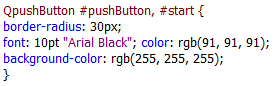 QpushButton #pushButton, #start {
border-radius: 30px;
font: 10pt "Arial Black"; color: rgb(91, 91, 91);
background-color: rgb(255, 255, 255);
}